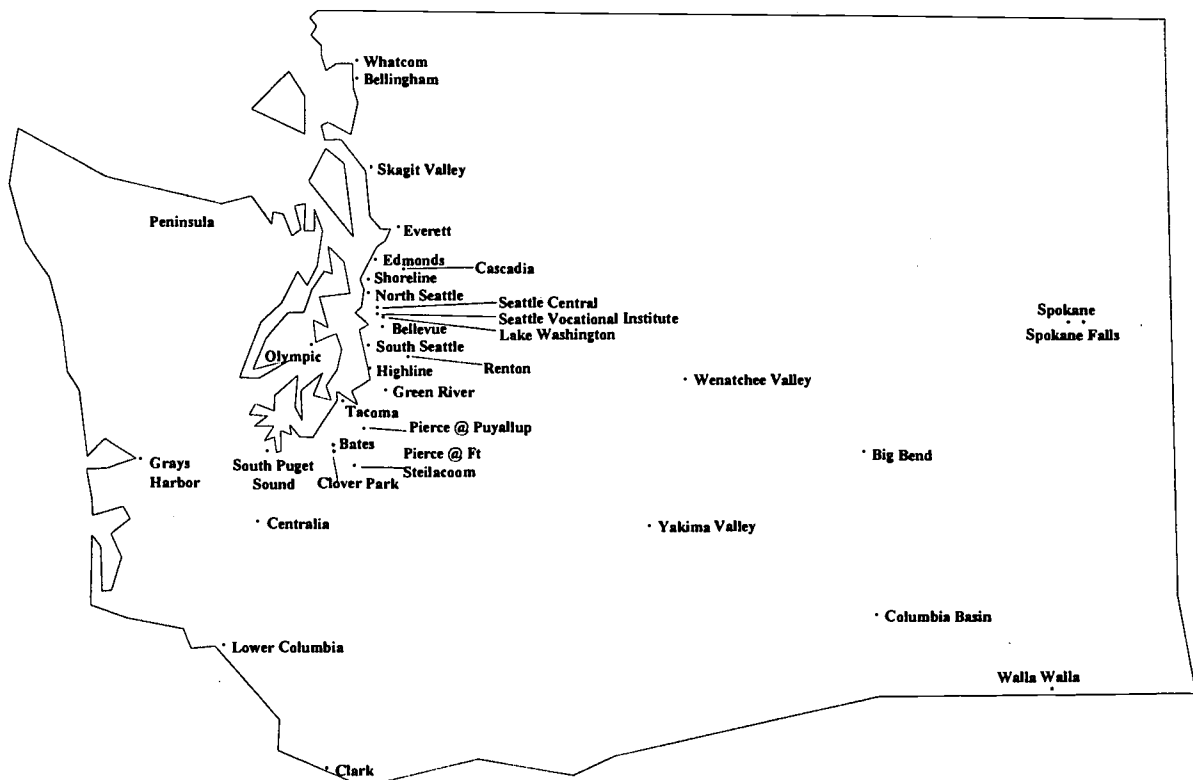 Whatcom
Bellingham
Skagit Valley
Peninsula
Everett
Edmonds
Cascadia
Shoreline
North Seattle
Seattle Central
Seattle Vocational Institute
Lake Washington
Bellevue
South Seattle
Olympic
Renton
Highline
Green River
Tacoma
Pierce @ Puyallup
Bates
Pierce @ Ft
Steilacoom
Clover Park
South Puget
Sound
Grays
Harbor
Centralia
Lower Columbia
Clark
Wenatchee Valley
Yakima Valley
Big Bend
Spokane
Spokane Falls
Columbia Basin
Walla Walla